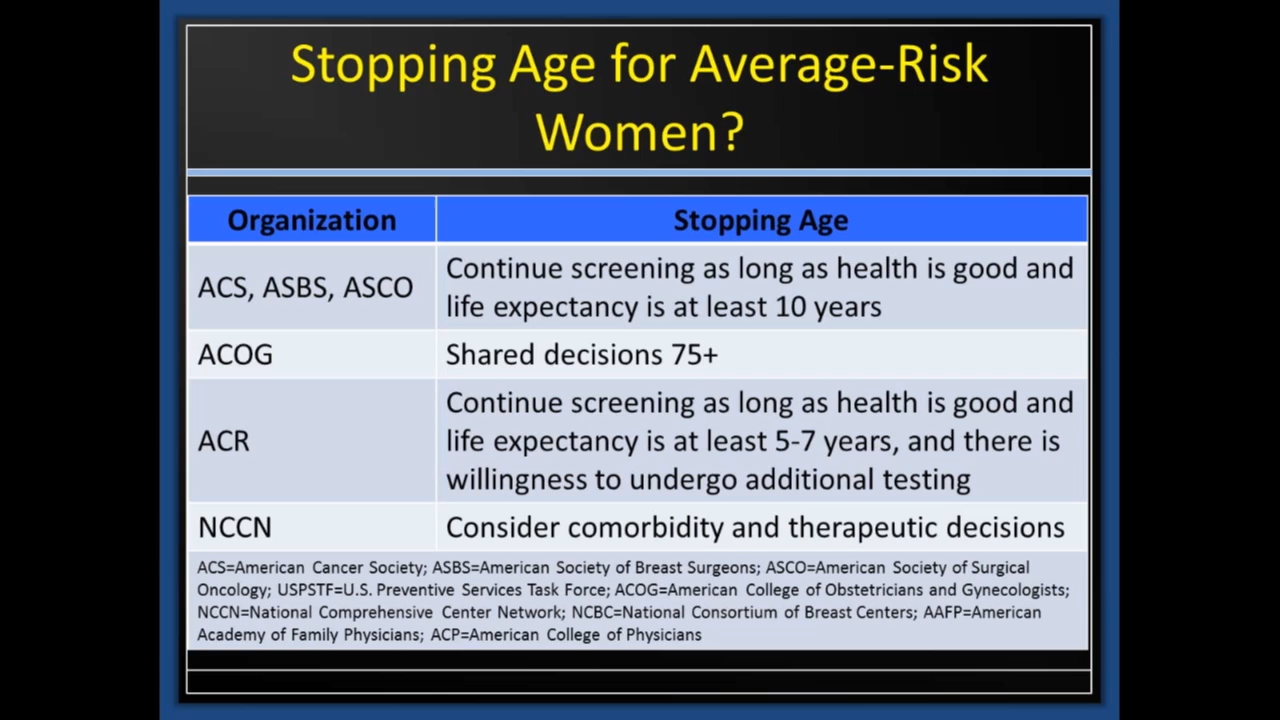 Stopping Age for Average-Risk
Women?
Organization
Stopping Age
ACS, ASBS, ASCO
Continue screening as long as health is good and
life expectancy is at least 10 years
ACOG
Shared decisions 75+
ACR
Continue screening as long as health is good and
life expectancy is at least 5-7 years, and there is
willingness to undergo additional testing
NCCN
Consider comorbidity and therapeutic decisions
ACS=American Cancer Society; ASBS=American Society of Breast Surgeons; ASCO=American Society of Surgical
Oncology; USPSTF=U.S. Preventive Services Task Force; ACOG=American College of Obstetricians and Gynecologists;
NCCN=National Comprehensive Center Network; NCBC=National Consortium of Breast Centers; AAFP=American
Academy of Family Physicians; ACP=American College of Physicians